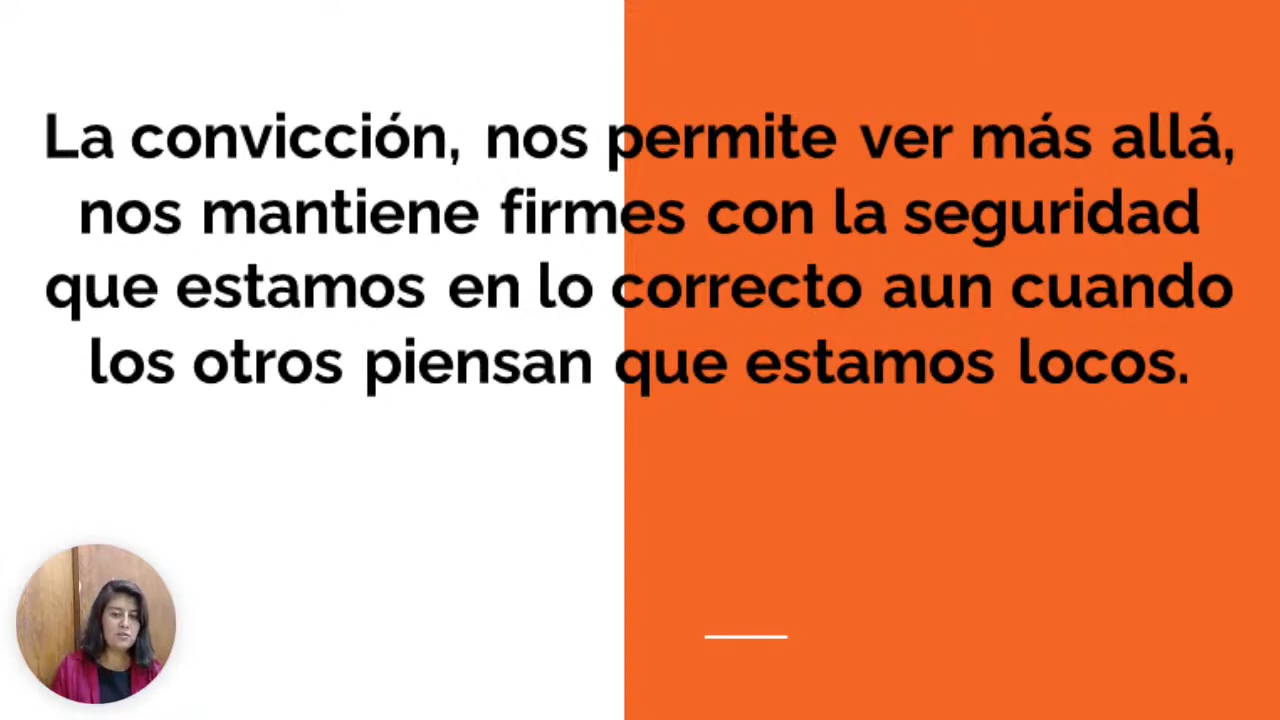 La convicción, nos permite ver más allá,
nos mantiene firmes con la seguridad
que estamos en lo correcto aun cuando
los otros piensan que estamos locos.